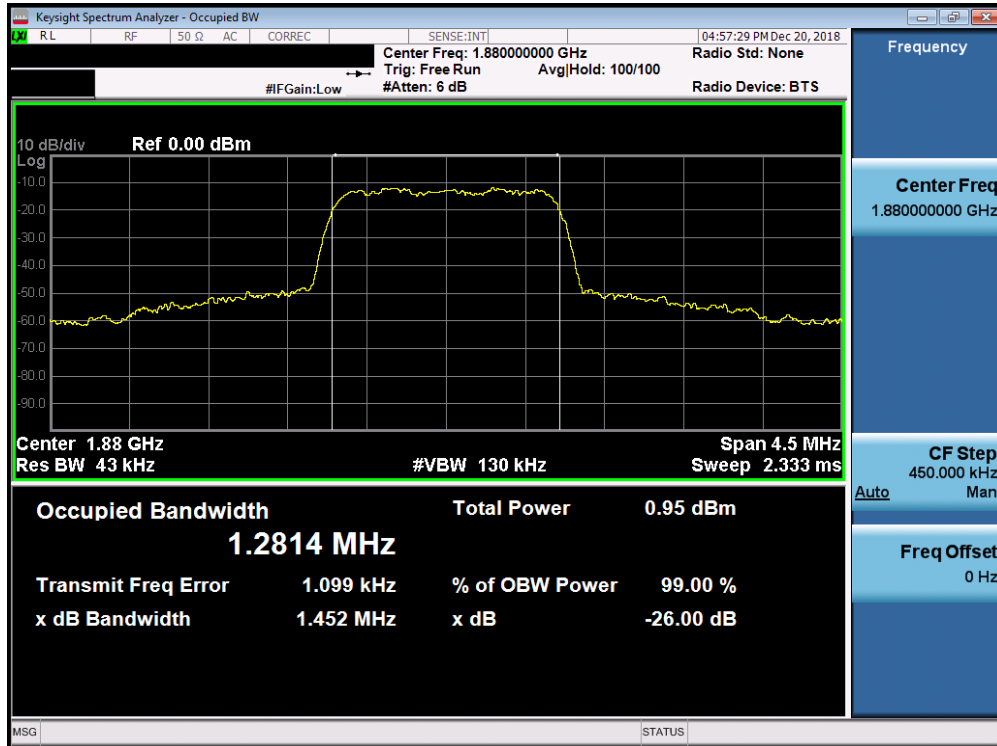 Keysight Spectrum Analyzer - Occupied BW
LXI RL RF 50 Ω AC CORREC SENSE:INT 04:57:29 PM Dec 20, 2018
Center Freq: 1.880000000 GHz Radio Std: None
Trig: Free Run Avg|Hold: 100/100
#IFGain:Low #Atten: 6 dB Radio Device: BTS
10 dB/div Ref 0.00 dBm
Log
-10.0
-20.0
-30.0
-40.0
-50.0
-60.0
-70.0
-80.0
-90.0
Center 1.88 GHz Span 4.5 MHz
Res BW 43 kHz #VBW 130 kHz Sweep 2.333 ms
Occupied Bandwidth Total Power 0.95 dBm
1.2814 MHz
Transmit Freq Error 1.099 kHz % of OBW Power 99.00 %
x dB Bandwidth 1.452 MHz x dB -26.00 dB
MSG STATUS
Frequency
Center Freq
1.880000000 GHz
CF Step
450.000 kHz
Auto Man
Freq Offset
0 Hz